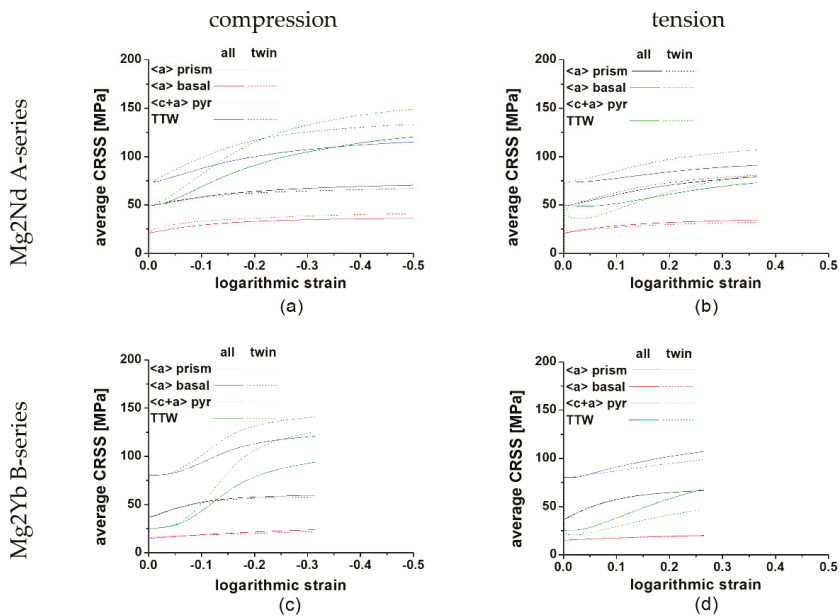 compression
tension
Mg2Nd A-series
all twin
<a> prism
<a> basal
<c+a> pyr
TTW
average CRSS [MPa]
200
150
100
50
0
0.0 -0.1 -0.2 -0.3 -0.4 -0.5
logarithmic strain
(a)
all twin
<a> prism
<a> basal
<c+a> pyr
TTW
average CRSS [MPa]
200
150
100
50
0
0.0 0.1 0.2 0.3 0.4 0.5
logarithmic strain
(b)
Mg2Yb B-series
all twin
<a> prism
<a> basal
<c+a> pyr
TTW
average CRSS [MPa]
200
150
100
50
0
0.0 -0.1 -0.2 -0.3 -0.4 -0.5
logarithmic strain
(c)
all twin
<a> prism
<a> basal
<c+a> pyr
TTW
average CRSS [MPa]
200
150
100
50
0
0.0 0.1 0.2 0.3 0.4 0.5
logarithmic strain
(d)